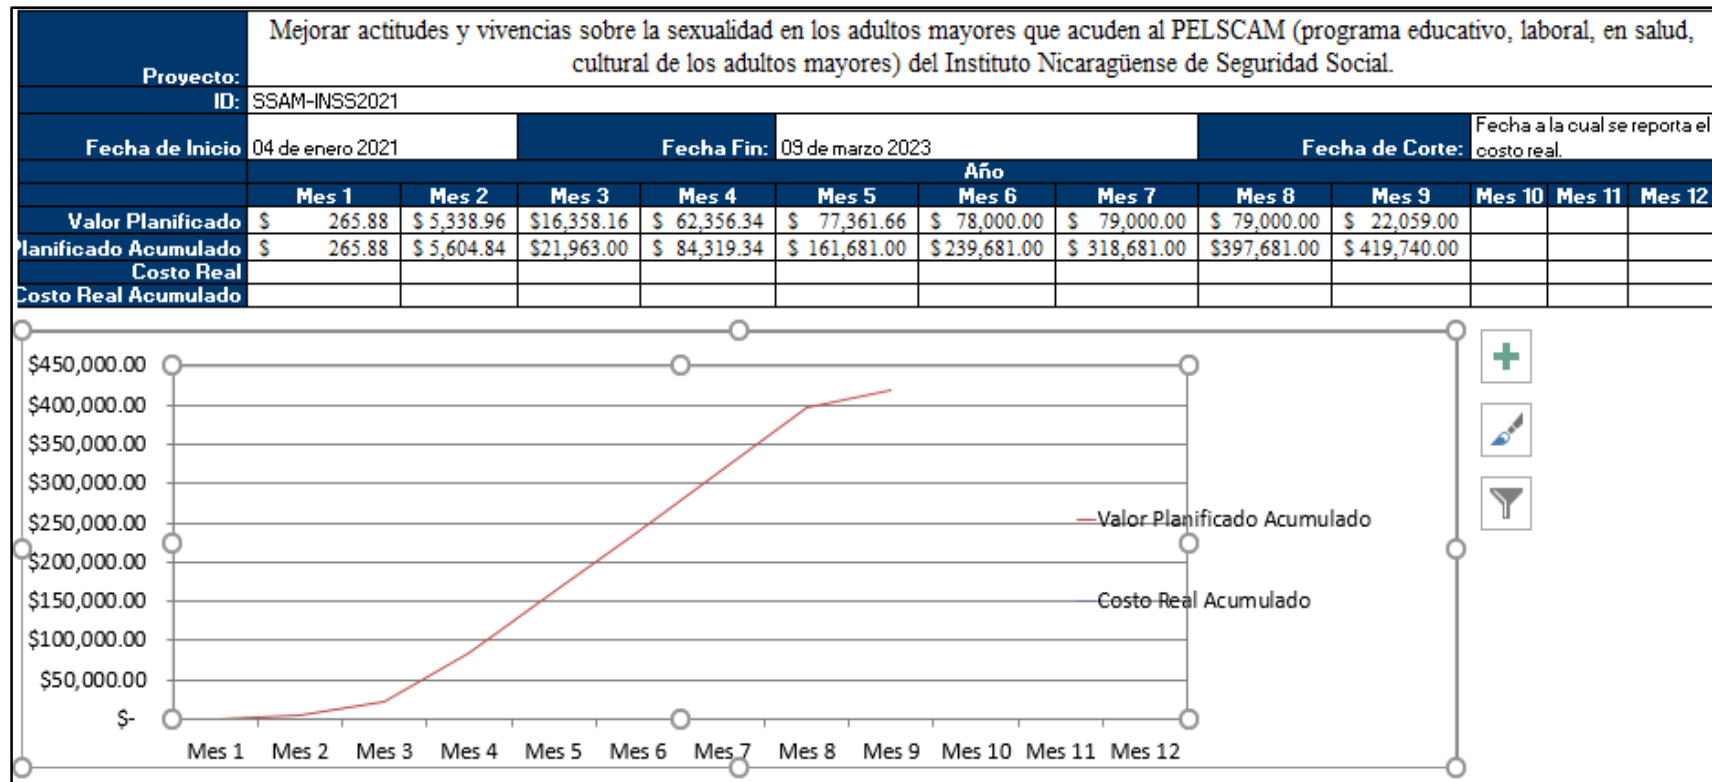 Mejorar actitudes y vivencias sobre la sexualidad en los adultos mayores que acuden al PELSCAM (programa educativo, laboral, en salud,
Proyecto: cultural de los adultos mayores) del Instituto Nicaragüense de Seguridad Social.
ID: SSAM-INSS2021
Fecha de Inicio 04 de enero 2021 Fecha Fin: 09 de marzo 2023 Fecha de Corte: Fecha a la cual se reporta el
costo real.
Año
Mes 1 Mes 2 Mes 3 Mes 4 Mes 5 Mes 6 Mes 7 Mes 8 Mes 9 Mes 10 Mes 11 Mes 12
Valor Planificado $ 265.88 $ 5,338.96 $16,358.16 $ 62,356.34 $ 77,361.66 $ 78,000.00 $ 79,000.00 $ 79,000.00 $ 22,059.00
Planificado Acumulado $ 265.88 $ 5,604.84 $21,963.00 $ 84,319.34 $ 161,681.00 $239,681.00 $ 318,681.00 $397,681.00 $ 419,740.00
Costo Real
Costo Real Acumulado
$450,000.00
$400,000.00
$350,000.00
$300,000.00
$250,000.00
$200,000.00
$150,000.00
$100,000.00
$50,000.00
$-
Valor Planificado Acumulado
Costo Real Acumulado
Mes 1 Mes 2 Mes 3 Mes 4 Mes 5 Mes 6 Mes 7 Mes 8 Mes 9 Mes 10 Mes 11 Mes 12